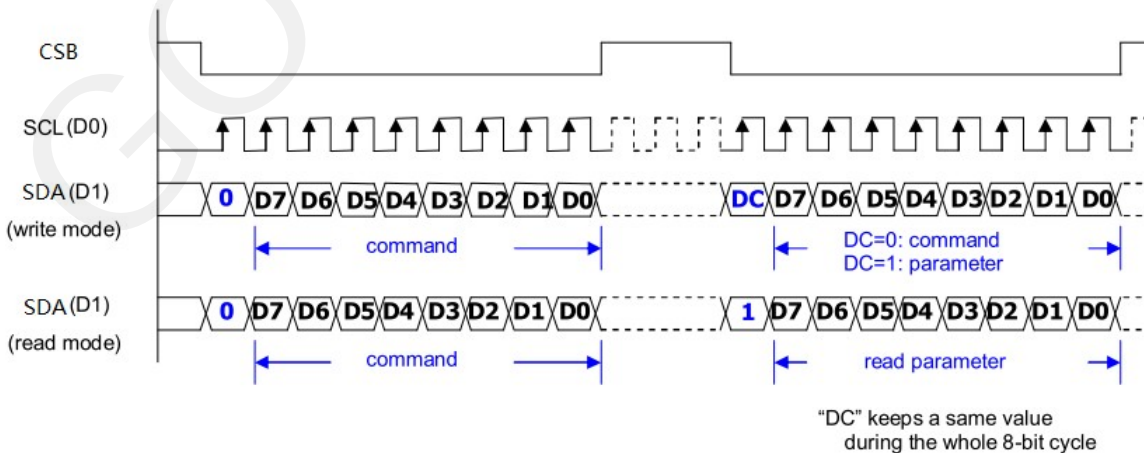 CSB
SCL(D0)
SDA(D1) 0 D7 D6 D5 D4 D3 D2 D1 D0 DC D7 D6 D5 D4 D3 D2 D1 D0
(write mode) command DC=0: command
DC=1: parameter
SDA(D1) 0 D7 D6 D5 D4 D3 D2 D1 D0 1 D7 D6 D5 D4 D3 D2 D1 D0
(read mode) command read parameter
“DC” keeps a same value
during the whole 8-bit cycle